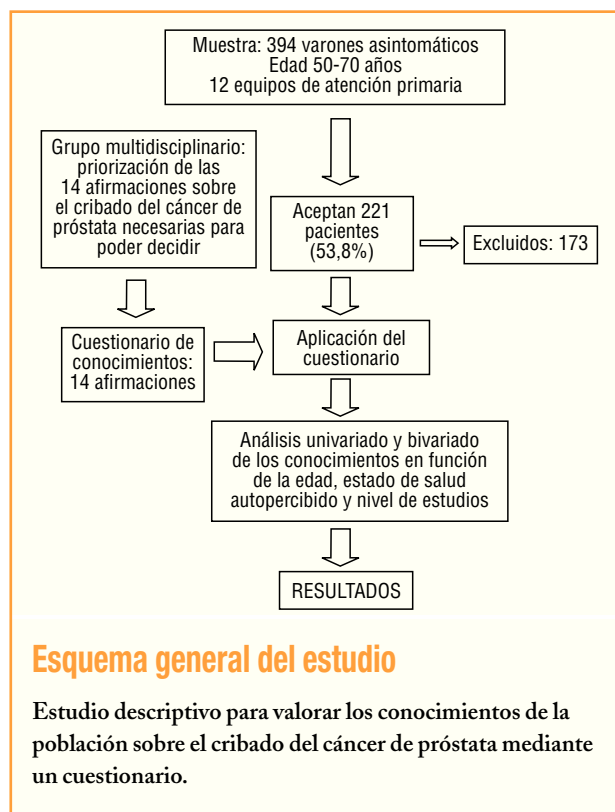 Muestra: 394 varones asintomáticos
Edad 50-70 años
12 equipos de atención primaria
Grupo multidisciplinario:
priorización de las
14 afirmaciones sobre
el cribado del cáncer de
próstata necesarias para
poder decidir
Aceptan 221
pacientes
(53,8%)
Excluidos: 173
Cuestionario de
conocimientos:
14 afirmaciones
Aplicación del
cuestionario
Análisis univariado y bivariado
de los conocimientos en función
de la edad, estado de salud
autopercibido y nivel de estudios
RESULTADOS
Esquema general del estudio
Estudio descriptivo para valorar los conocimientos de la
población sobre el cribado del cáncer de próstata mediante
un cuestionario.